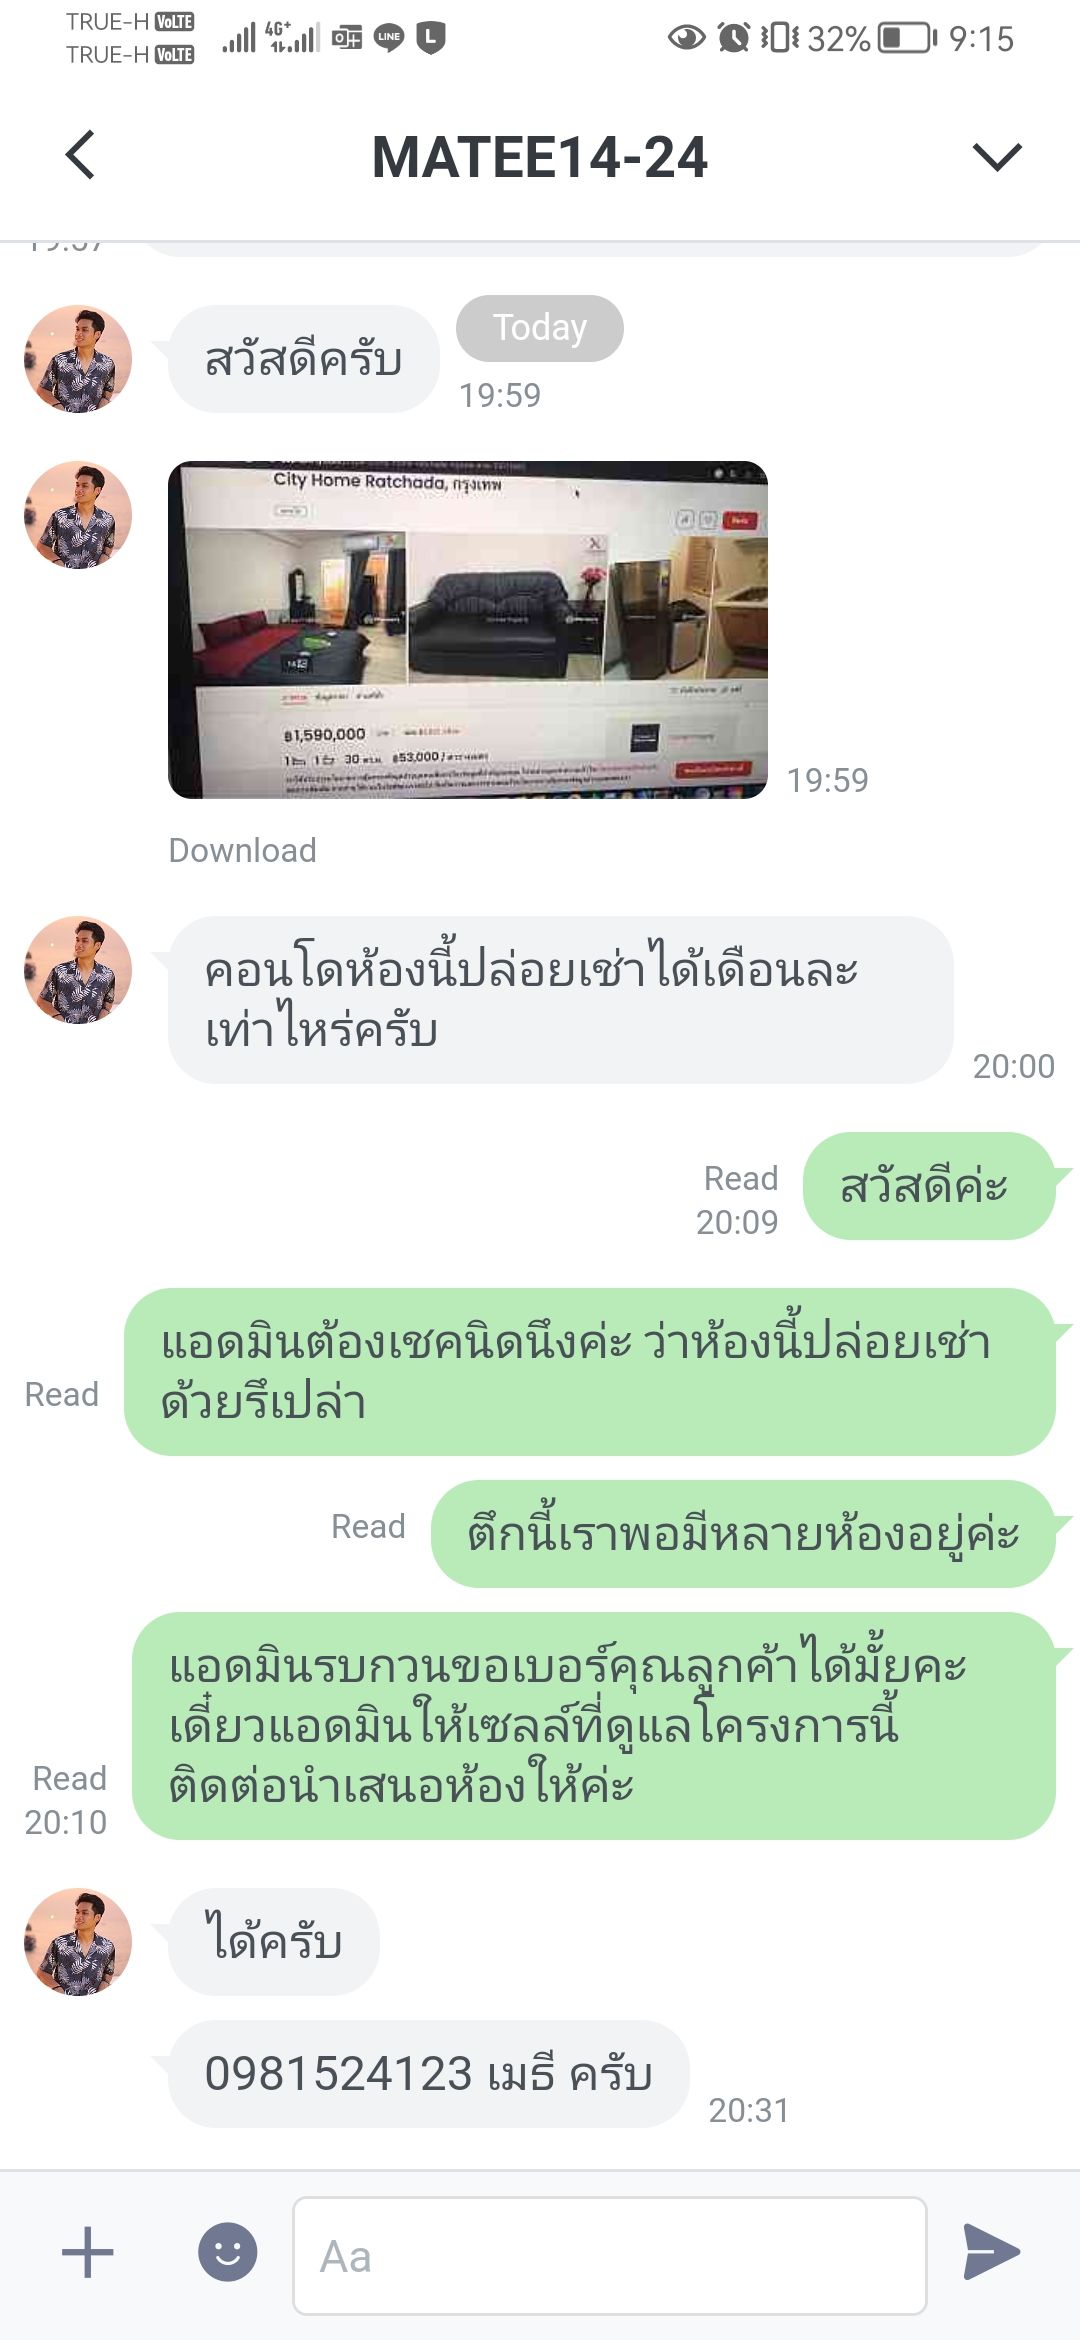 TRUE-H VoLTE
TRUE-H VoLTE
4G+
LINE
L
32%
9:15
MATEE14-24
Today
สวัสดีครับ
19:59
City Home Ratchada, กรุงเทพ
฿1,590,000
30
฿53,000
19:59
Download
คอนโดห้องนี้ปล่อยเช่าได้เดือนละ
เท่าไหร่ครับ
20:00
Read
20:09
สวัสดีค่ะ
แอดมินต้องเชคนิดนึงค่ะ ว่าห้องนี้ปล่อยเช่า
ด้วยรึเปล่า
Read
Read
ตึกนี้เราพอมีหลายห้องอยู่ค่ะ
แอดมินรบกวนขอเบอร์คุณลูกค้าได้มั้ยคะ
เดี๋ยวแอดมินให้เซลล์ที่ดูแลโครงการนี้
ติดต่อนำเสนอห้องให้ค่ะ
Read
20:10
ได้ครับ
0981524123 เมธี ครับ
20:31
Aa